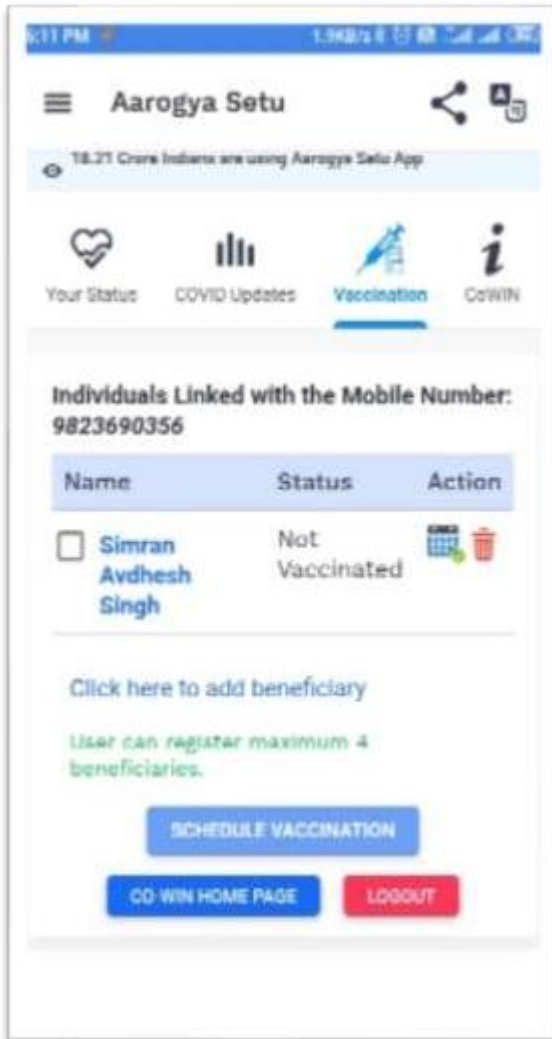 6:11 PM
1.9KB/s
Aarogya Setu
18.21 Crore Indians are using Aarogya Setu App
Your Status COVID Updates Vaccination CoWIN
Individuals Linked with the Mobile Number:
9823690356
Name Status Action
Simran Not
Avdhesh Vaccinated
Singh
Click here to add beneficiary
User can register maximum 4
beneficiaries.
SCHEDULE VACCINATION
CO WIN HOME PAGE LOGOUT